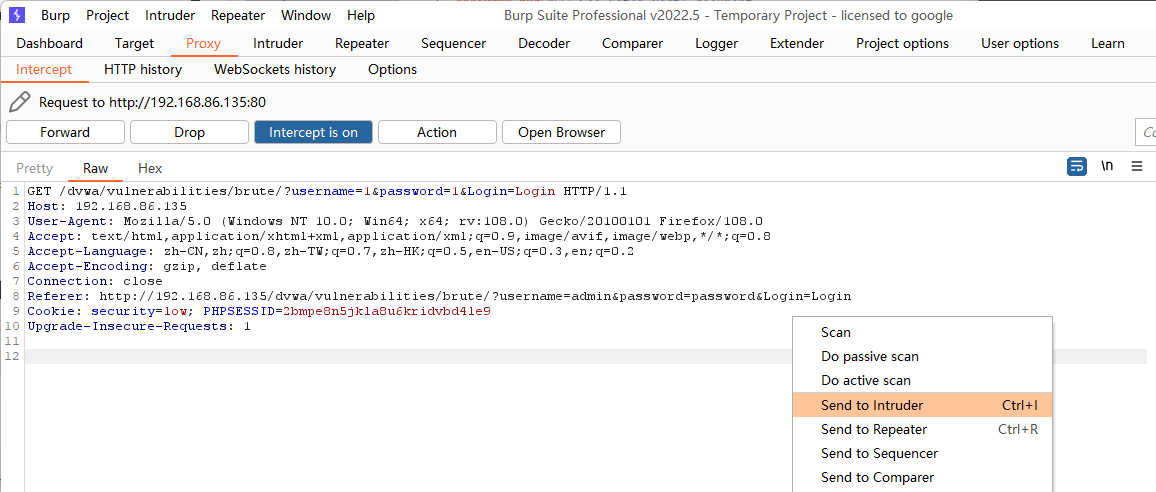 Burp Project Intruder Repeater Window Help Burp Suite Professional v2022.5 - Temporary Project - licensed to google
Dashboard Target Proxy Intruder Repeater Sequencer Decoder Comparer Logger Extender Project options User options Learn
Intercept HTTP history WebSockets history Options
Request to http://192.168.86.135:80
Forward Drop Intercept is on Action Open Browser
Pretty Raw Hex \n
1 GET /dvwa/vulnerabilities/brute/?username=1&password=1&Login=Login HTTP/1.1
2 Host: 192.168.86.135
3 User-Agent: Mozilla/5.0 (Windows NT 10.0; Win64; x64; rv:108.0) Gecko/20100101 Firefox/108.0
4 Accept: text/html,application/xhtml+xml,application/xml;q=0.9,image/avif,image/webp,*/*;q=0.8
5 Accept-Language: zh-CN,zh;q=0.8,zh-TW;q=0.7,zh-HK;q=0.5,en-US;q=0.3,en;q=0.2
6 Accept-Encoding: gzip, deflate
7 Connection: close
8 Referer: http://192.168.86.135/dvwa/vulnerabilities/brute/?username=admin&password=password&Login=Login
9 Cookie: security=low; PHPSESSID=2bmpe8n5jkla8u6kridvbd4le9
10 Upgrade-Insecure-Requests: 1
11
12
Scan
Do passive scan
Do active scan
Send to Intruder Ctrl+I
Send to Repeater Ctrl+R
Send to Sequencer
Send to Comparer